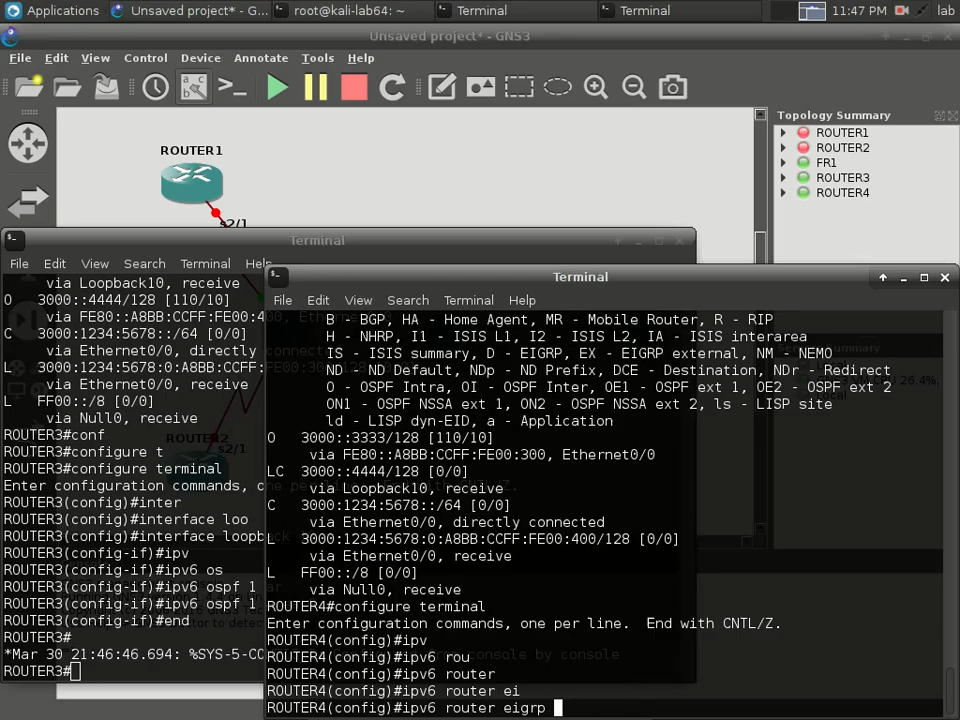 Applications
Unsaved project* - G...
root@kali-lab64: ~
Terminal
Terminal
11:47 PM
lab
Unsaved project* - GNS3
File Edit View Control Device Annotate Tools Help
ROUTER1
s2/1
Topology Summary
ROUTER1
ROUTER2
FR1
ROUTER3
ROUTER4
Terminal
File Edit View Search Terminal Help
via Loopback10, receive
O 3000::4444/128 [110/10]
via FE80::A8BB:CCFF:FE00:4
C 3000:1234:5678::/64 [0/0]
via Ethernet0/0, directly
L 3000:1234:5678:0:A8BB:CCFF:
via Ethernet0/0, receive
L FF00::/8 [0/0]
via Null0, receive
ROUTER3#conf
ROUTER3#configure t
ROUTER3#configure terminal
Enter configuration commands,
ROUTER3(config)#inter
ROUTER3(config)#interface loo
ROUTER3(config)#interface loopb
ROUTER3(config-if)#ipv
ROUTER3(config-if)#ipv6 os
ROUTER3(config-if)#ipv6 ospf 1
ROUTER3(config-if)#ipv6 ospf 1
ROUTER3(config-if)#end
ROUTER3#
*Mar 30 21:46:46.694: %SYS-5-CO
ROUTER3#
ROUTER2
s2/1
Terminal
File Edit View Search Terminal Help
B - BGP, HA - Home Agent, MR - Mobile Router, R - RIP
H - NHRP, I1 - ISIS L1, I2 - ISIS L2, IA - ISIS interarea
IS - ISIS summary, D - EIGRP, EX - EIGRP external, NM - NEMO
ND - ND Default, NDp - ND Prefix, DCE - Destination, NDr - Redirect
O - OSPF Intra, OI - OSPF Inter, OE1 - OSPF ext 1, OE2 - OSPF ext 2
ON1 - OSPF NSSA ext 1, ON2 - OSPF NSSA ext 2, ls - LISP site
ld - LISP dyn-EID, a - Application
O 3000::3333/128 [110/10]
via FE80::A8BB:CCFF:FE00:300, Ethernet0/0
LC 3000::4444/128 [0/0]
via Loopback10, receive
C 3000:1234:5678::/64 [0/0]
via Ethernet0/0, directly connected
L 3000:1234:5678:0:A8BB:CCFF:FE00:400/128 [0/0]
via Ethernet0/0, receive
L FF00::/8 [0/0]
via Null0, receive
ROUTER4#configure terminal
Enter configuration commands, one per line. End with CNTL/Z.
ROUTER4(config)#ipv
ROUTER4(config)#ipv6 rou
ROUTER4(config)#ipv6 router
ROUTER4(config)#ipv6 router ei
ROUTER4(config)#ipv6 router eigrp